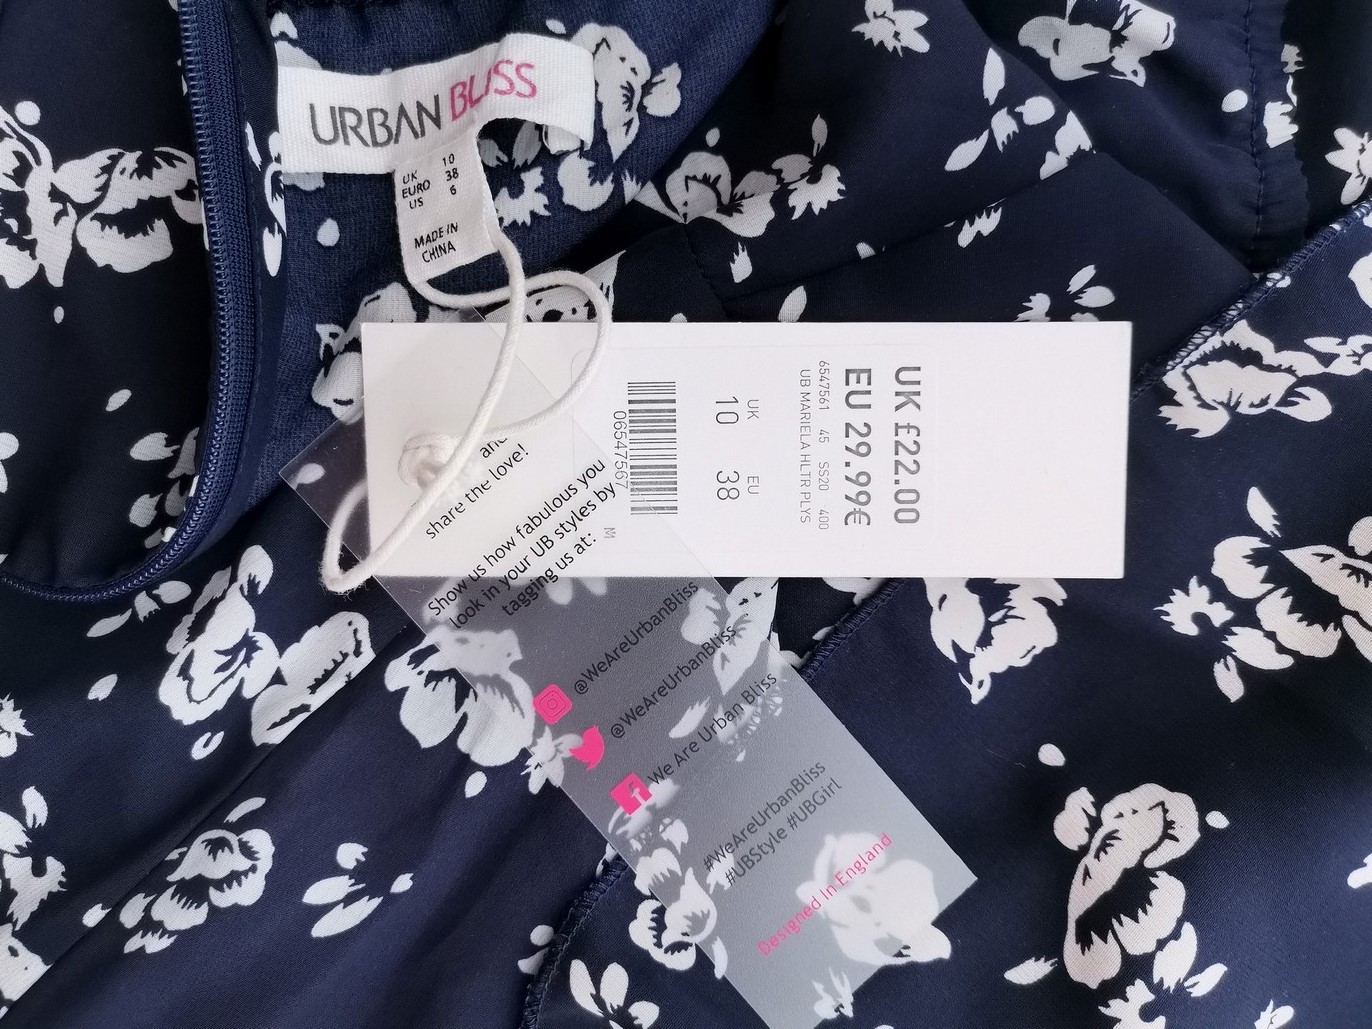 URBAN BLISS
UK 10
EURO 38
US 6
MADE IN
CHINA
UK £22.00
EU 29.99€
6547561 45 SS20 400
UB MARIELA HLTR PLYS
UK EU
10 38
M
and
share the love!
Show us how fabulous you
look in your UB styles by
tagging us at:
@WeAreUrbanBliss
@WeAreUrbanBliss
We Are Urban Bliss
#WeAreUrbanBliss
#UBStyle #UBGirl
Designed In England